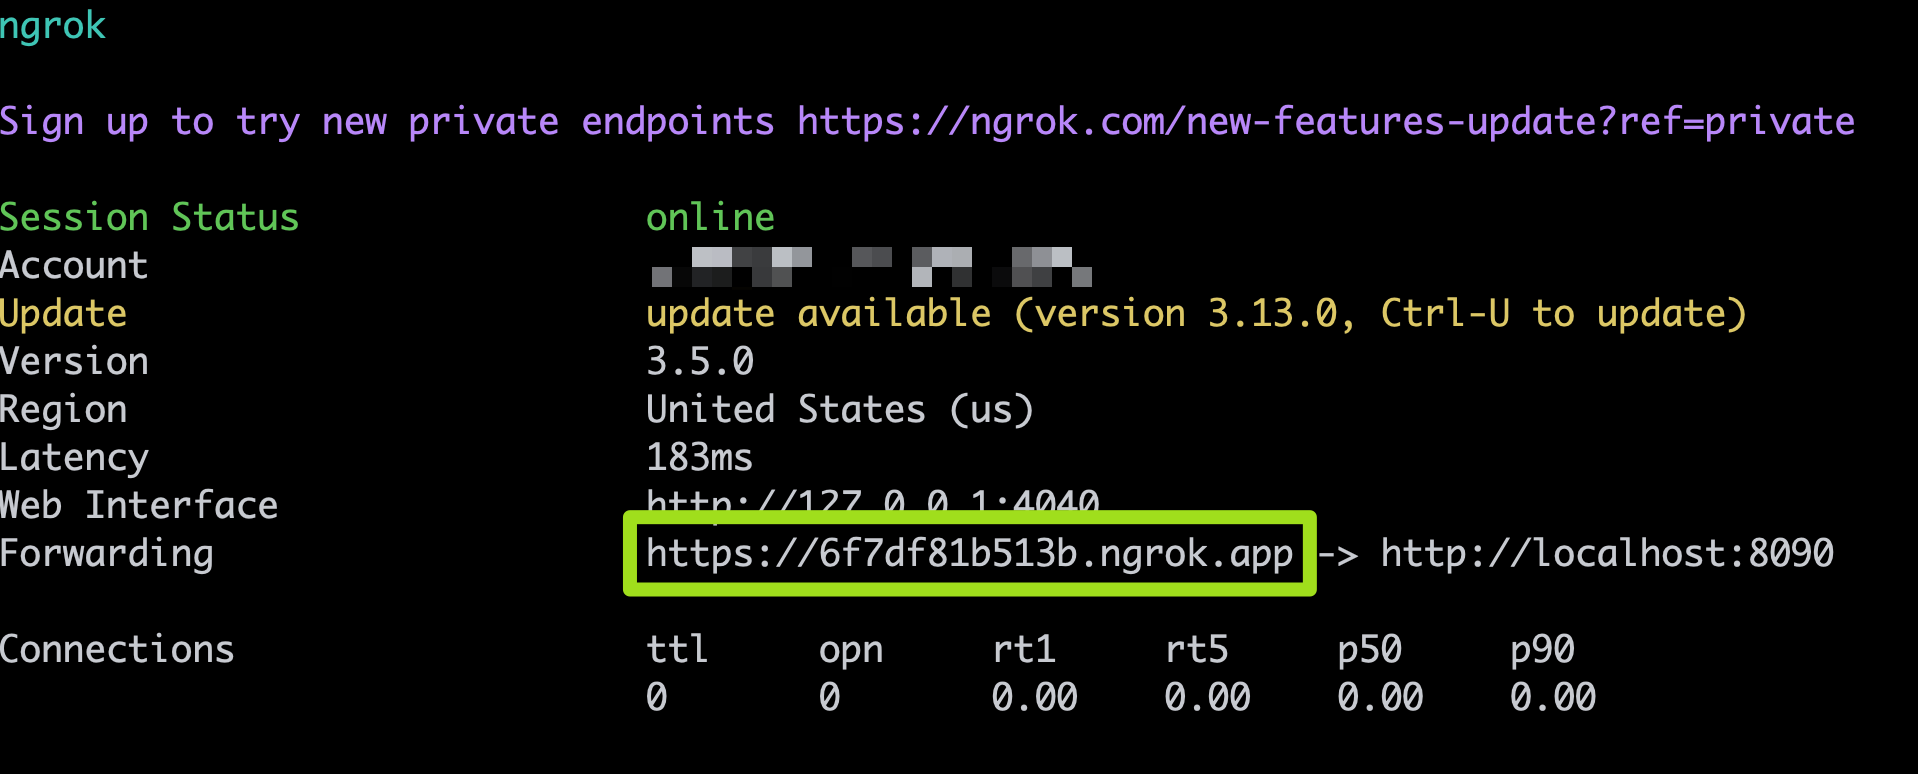 ngrok
Sign up to try new private endpoints https://ngrok.com/new-features-update?ref=private
Session Status online
Account
Update update available (version 3.13.0, Ctrl-U to update)
Version 3.5.0
Region United States (us)
Latency 183ms
Web Interface http://127.0.0.1:4040
Forwarding https://6f7df81b513b.ngrok.app -> http://localhost:8090
Connections ttl opn rt1 rt5 p50 p90
0 0 0.00 0.00 0.00 0.00